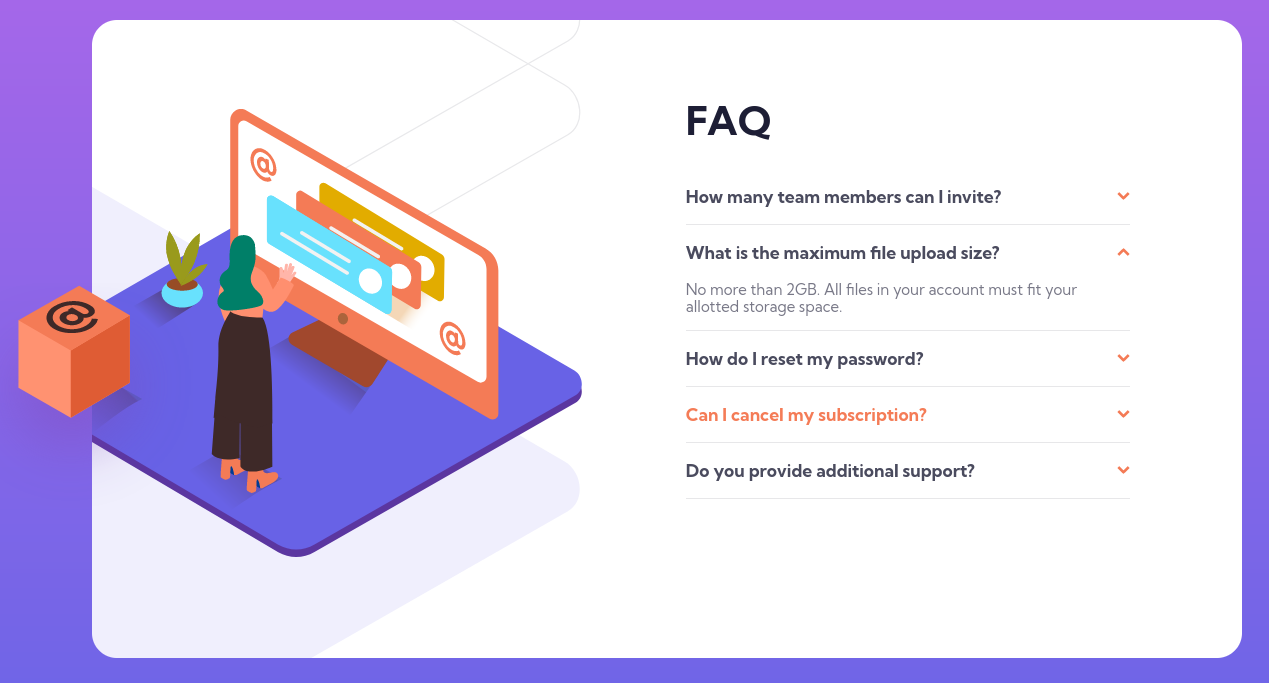 FAQ
How many team members can I invite?
What is the maximum file upload size?
No more than 2GB. All files in your account must fit your
allotted storage space.
How do I reset my password?
Can I cancel my subscription?
Do you provide additional support?
@
@
@